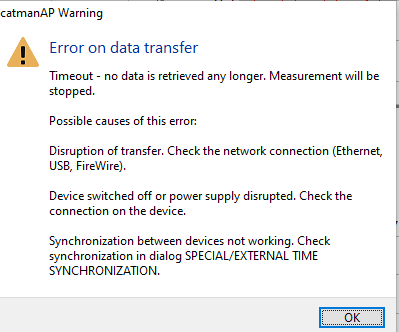 catmanAP Warning
Error on data transfer
Timeout - no data is retrieved any longer. Measurement will be
stopped.
Possible causes of this error:
Disruption of transfer. Check the network connection (Ethernet,
USB, FireWire).
Device switched off or power supply disrupted. Check the
connection on the device.
Synchronization between devices not working. Check
synchronization in dialog SPECIAL/EXTERNAL TIME
SYNCHRONIZATION.
OK